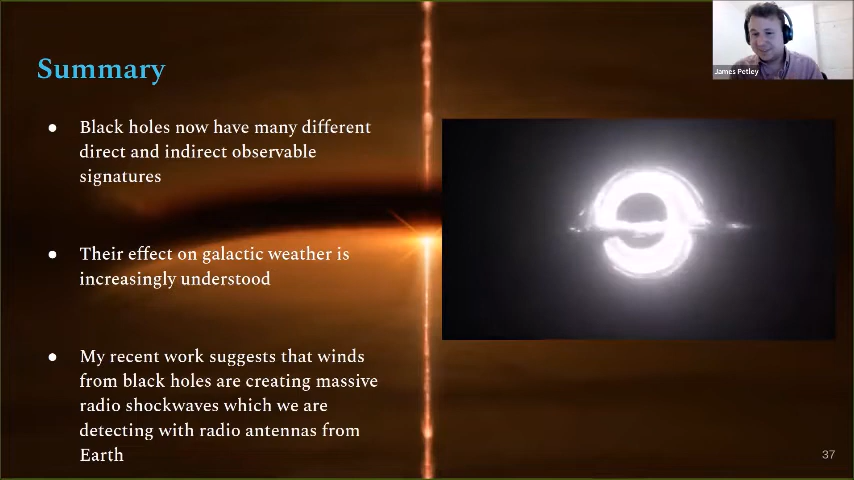 Summary
James Petley
● Black holes now have many different
direct and indirect observable
signatures
● Their effect on galactic weather is
increasingly understood
● My recent work suggests that winds
from black holes are creating massive
radio shockwaves which we are
detecting with radio antennas from
Earth
37